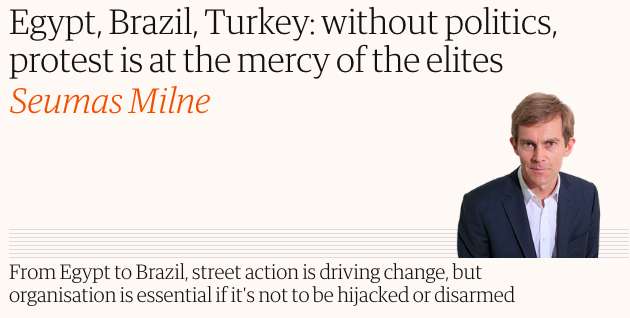 Egypt, Brazil, Turkey: without politics,
protest is at the mercy of the elites
Seumas Milne
From Egypt to Brazil, street action is driving change, but
organisation is essential if it's not to be hijacked or disarmed